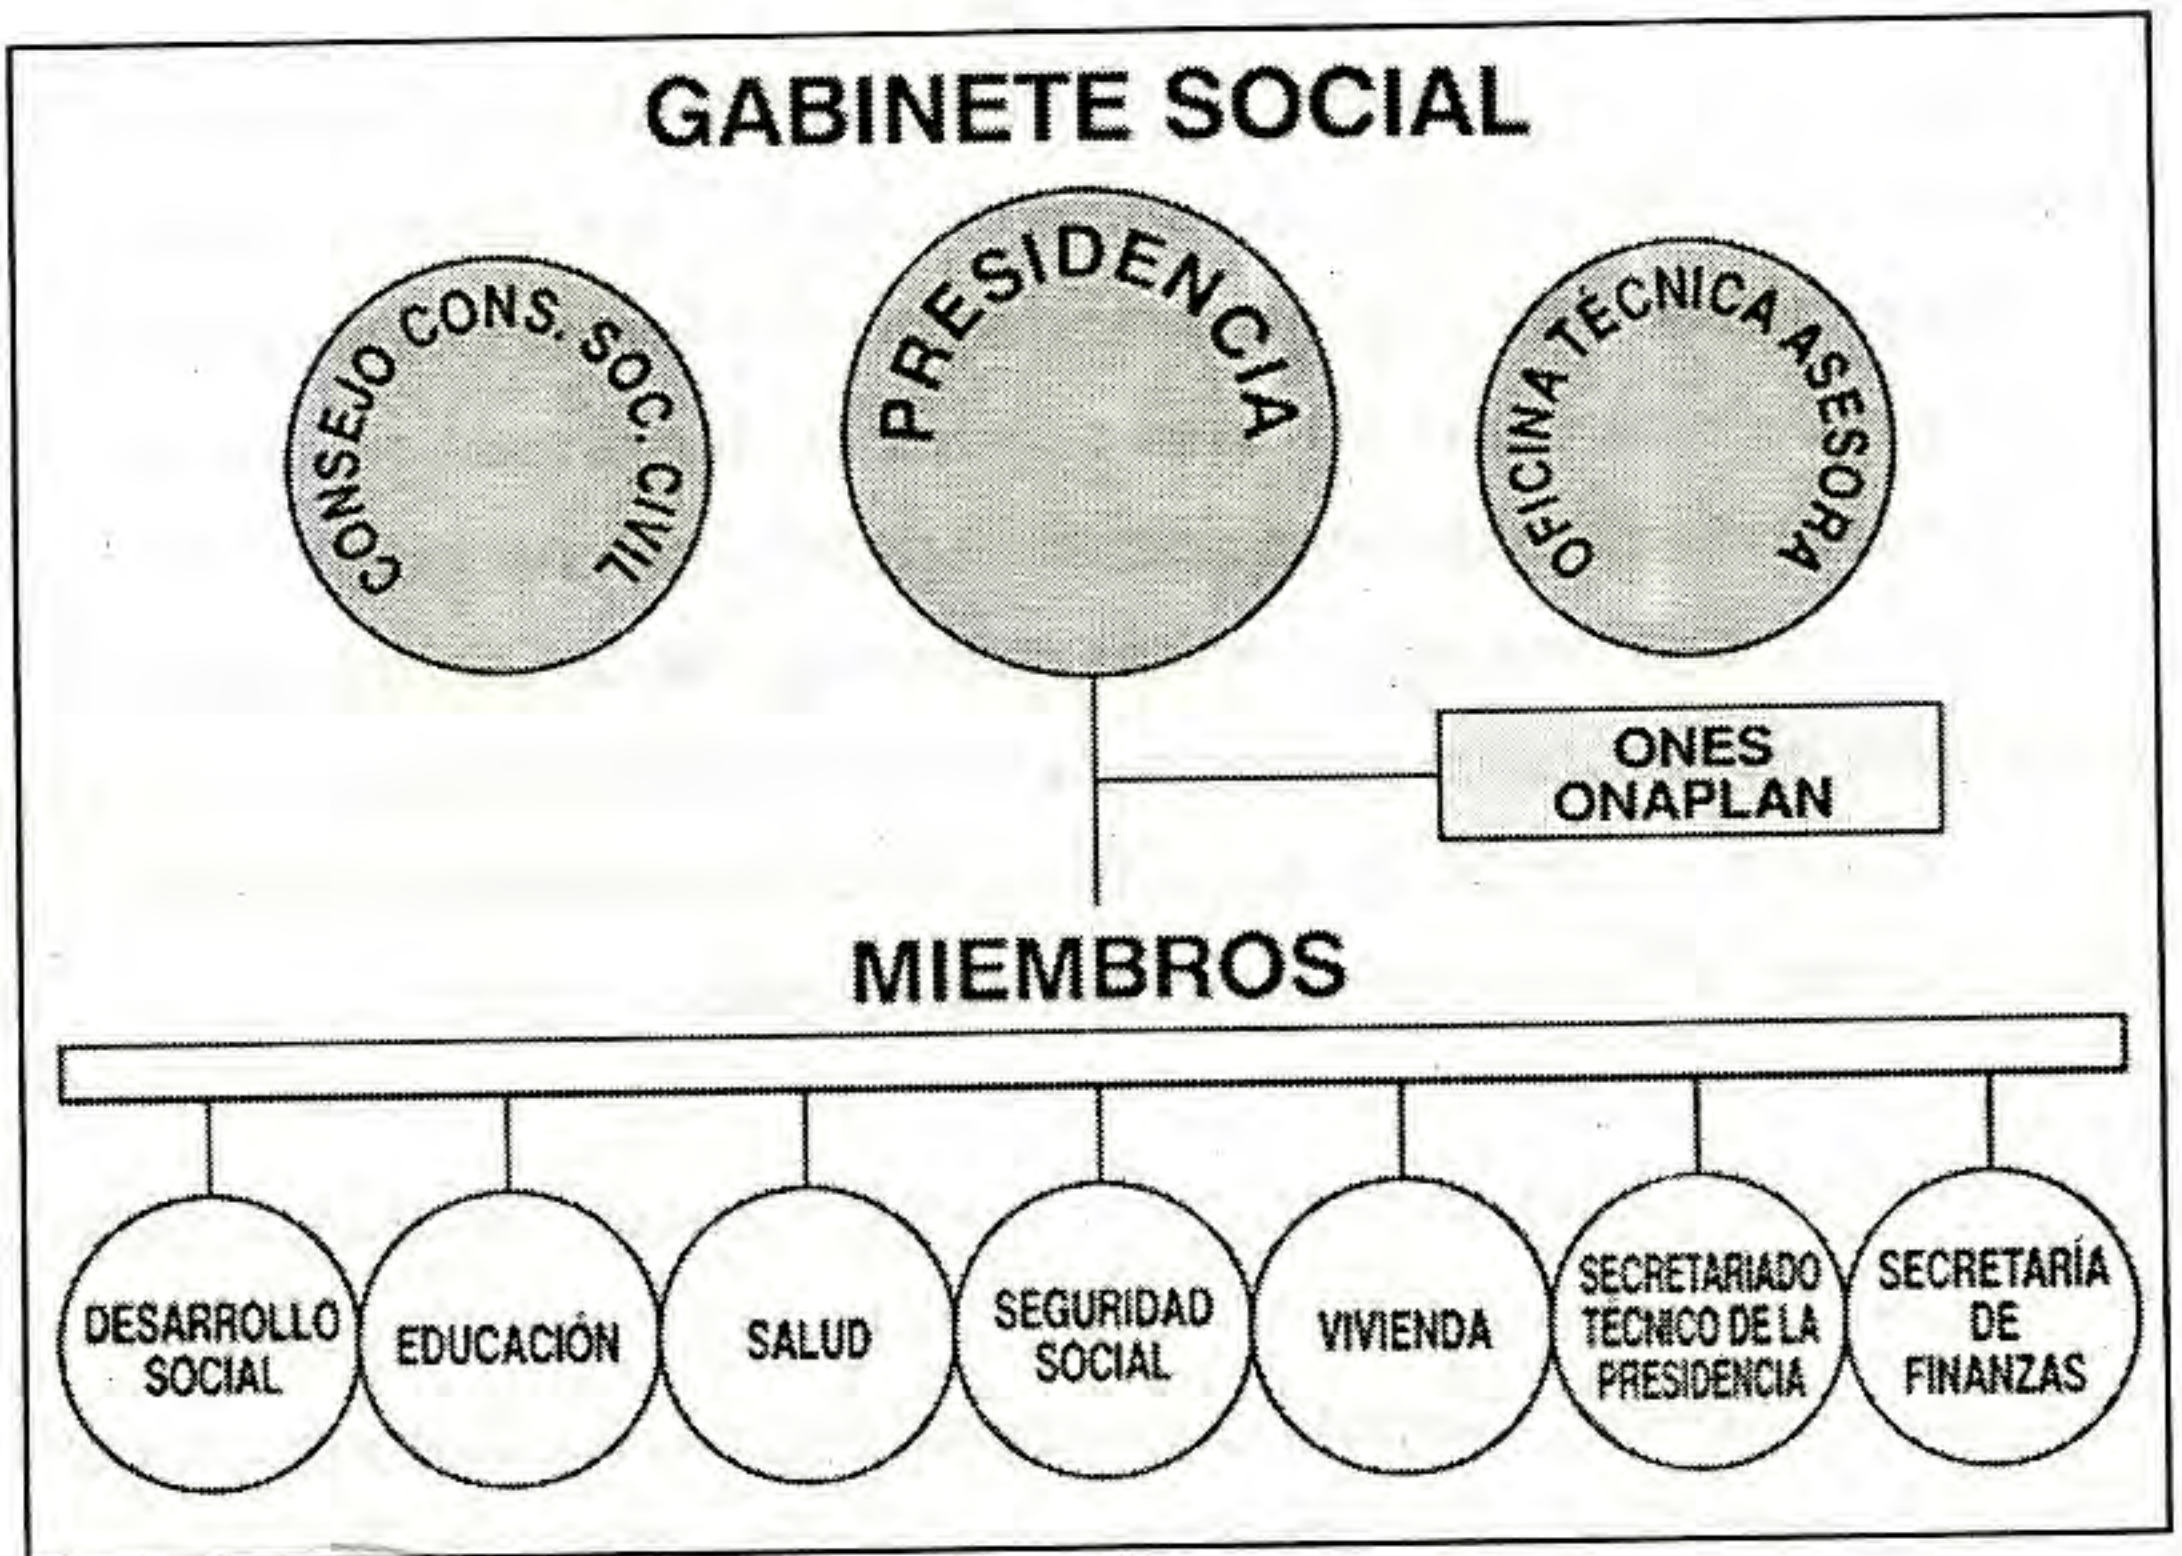 GABINETE SOCIAL
CONSEJO CONS. SOC. CIVIL
PRESIDENCIA
OFICINA TÉCNICA ASESORA
ONES
ONAPLAN
MIEMBROS
DESARROLLO
SOCIAL
EDUCACIÓN
SALUD
SEGURIDAD
SOCIAL
VIVIENDA
SECRETARIADO
TÉCNICO DE LA
PRESIDENCIA
SECRETARÍA
DE
FINANZAS